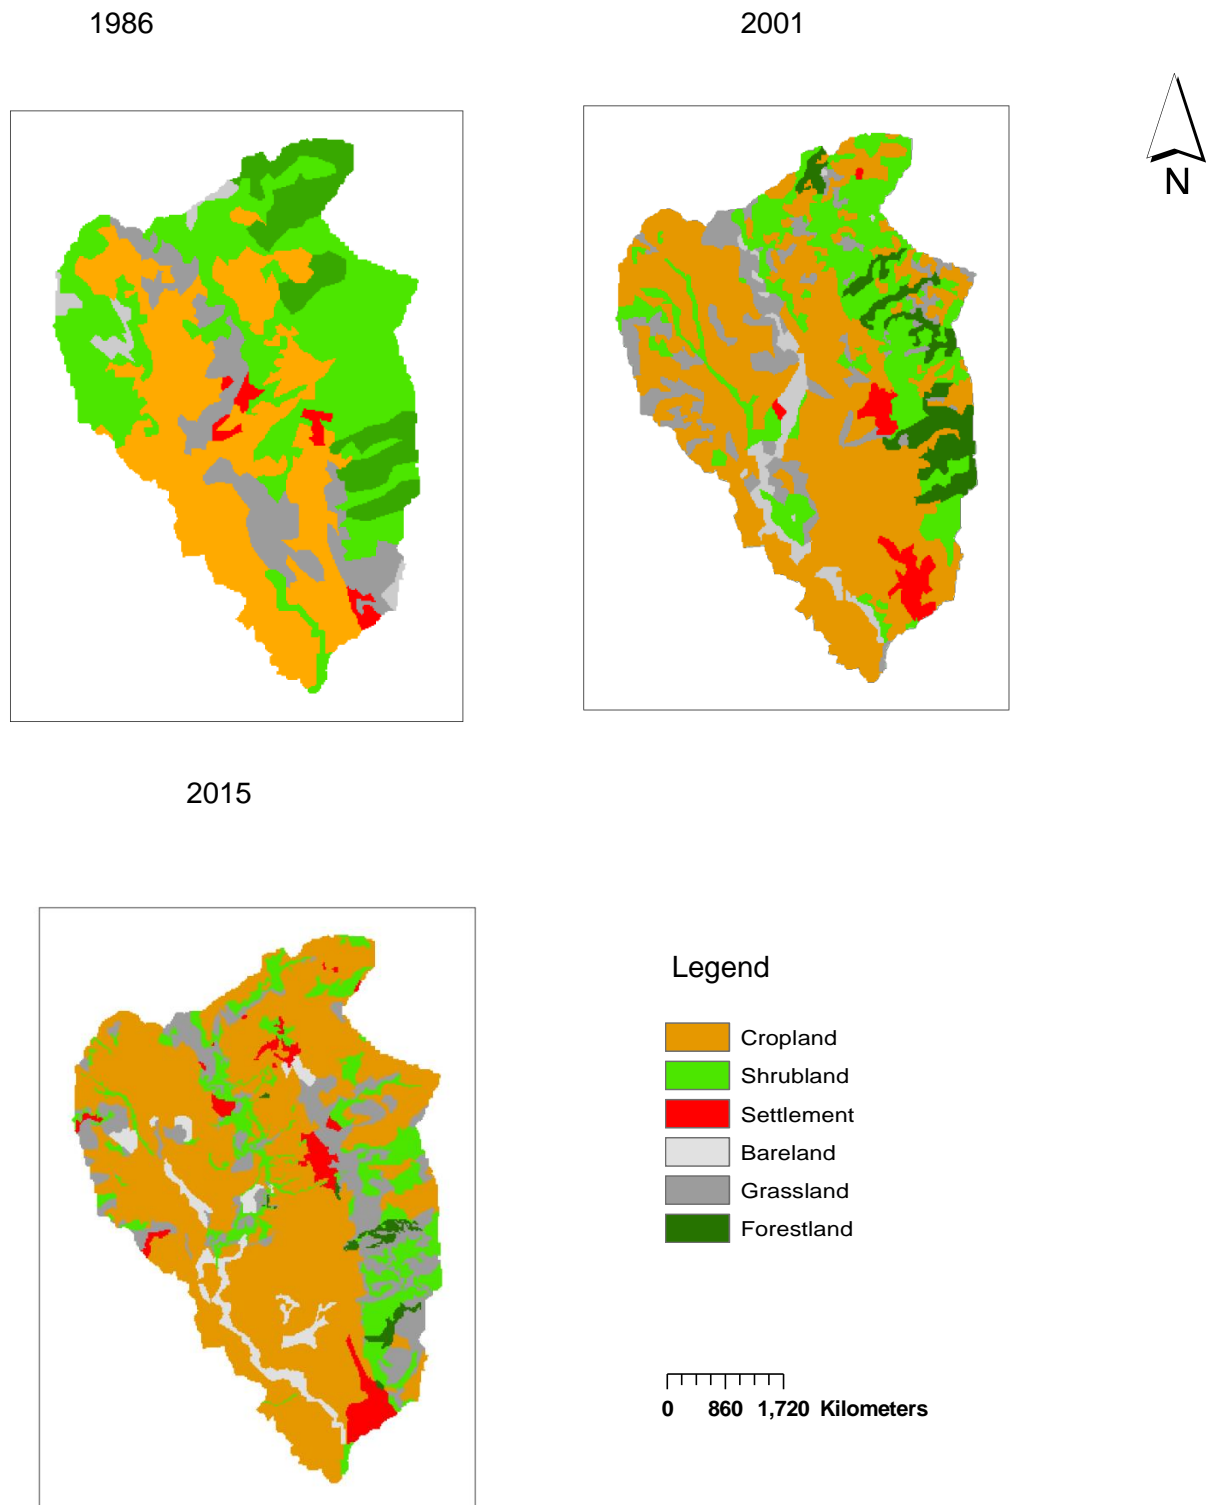 1986
2001
N
2015
Legend
Cropland
Shrubland
Settlement
Bareland
Grassland
Forestland
0 860 1,720 Kilometers